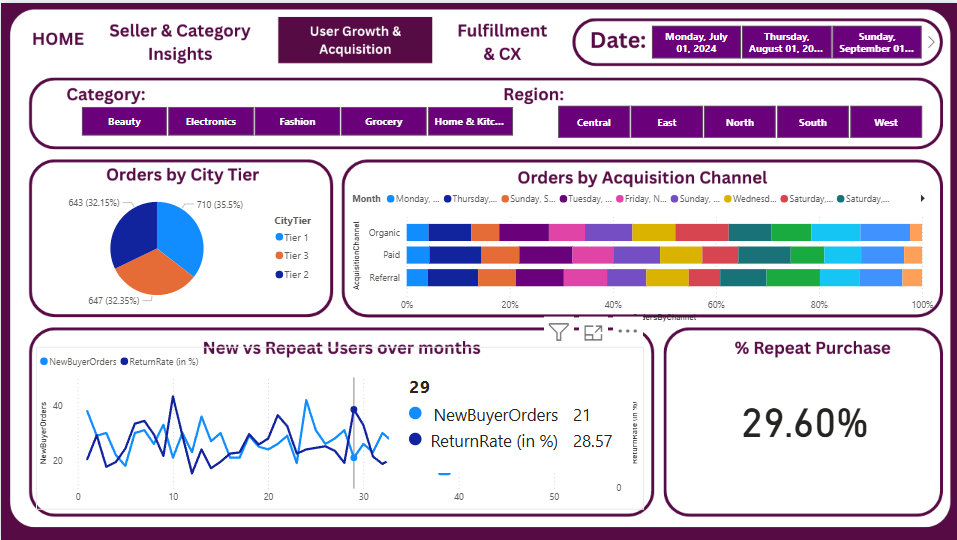 HOME
Seller & Category
Insights
User Growth &
Acquisition
Fulfillment
& CX
Date:
Monday, July
01, 2024
Thursday,
August 01, 20...
Sunday,
September 01...
Category:
Region:
Beauty
Electronics
Fashion
Grocery
Home & Kitc...
Central
East
North
South
West
Orders by City Tier
643 (32.15%)
710 (35.5%)
647 (32.35%)
CityTier
Tier 1
Tier 3
Tier 2
Orders by Acquisition Channel
Month
Monday, ...
Thursday,...
Sunday, S...
Tuesday, ...
Friday, N...
Sunday, ...
Wednesd...
Saturday,...
Saturday,...
AcquisitionChannel
Organic
Paid
Referral
0%
20%
40%
60%
80%
100%
OrdersByChannel
New vs Repeat Users over months
NewBuyerOrders
ReturnRate (in %)
NewBuyerOrders
40
20
29
NewBuyerOrders 21
ReturnRate (in %) 28.57
ReturnRate (in %)
0
0
10
20
30
40
50
% Repeat Purchase
29.60%